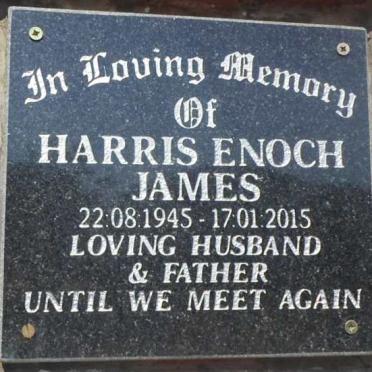 In Loving Memory
Of
HARRIS ENOCH
JAMES
22:08:1945 - 17:01:2015
LOVING HUSBAND
& FATHER
UNTIL WE MEET AGAIN